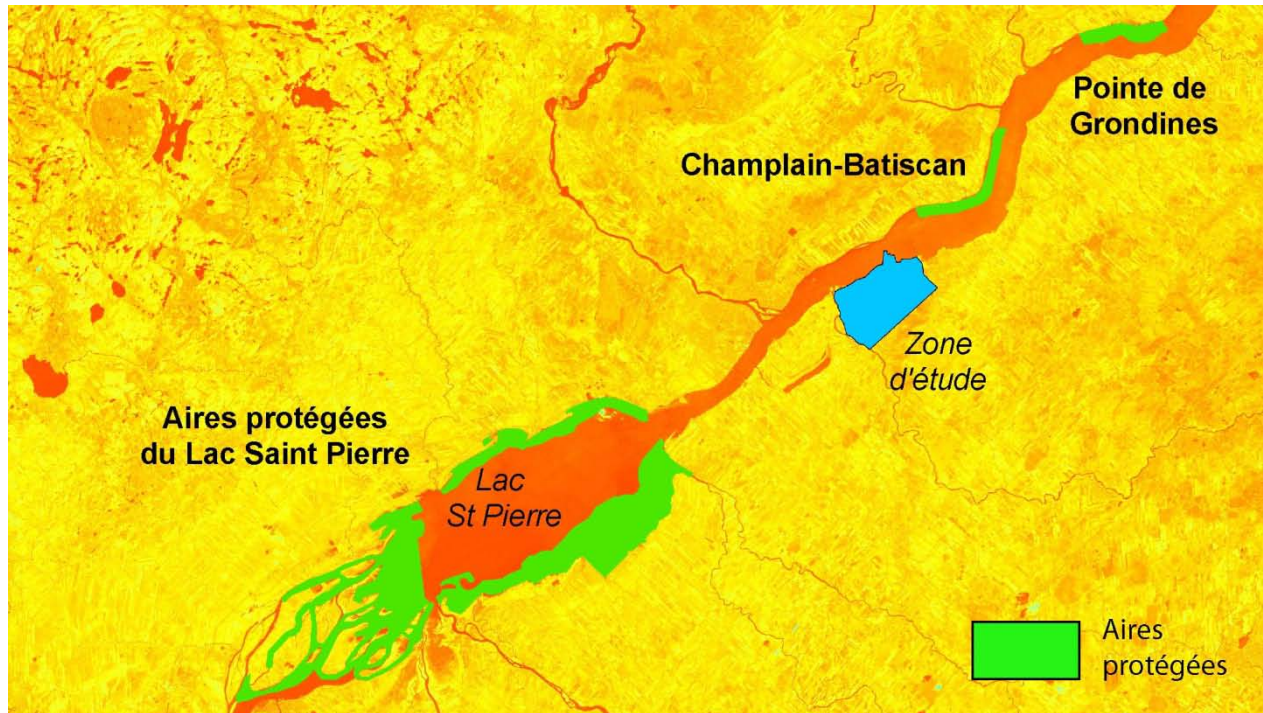 Pointe de
Grondines
Champlain-Batiscan
Zone
d'étude
Aires protégées
du Lac Saint Pierre
Lac
St Pierre
Aires
protégées